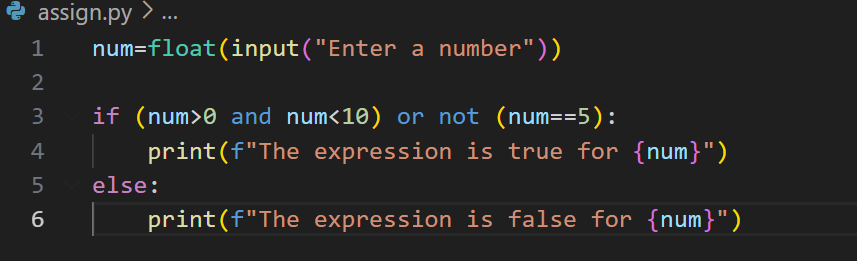 assign.py > ...
1 num=float(input("Enter a number"))
2
3 if (num>0 and num<10) or not (num==5):
4     print(f"The expression is true for {num}")
5 else:
6     print(f"The expression is false for {num}")